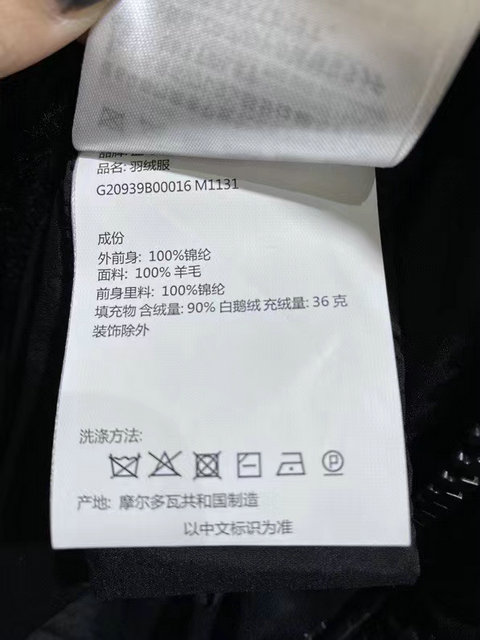 品名: 羽绒服
G20939B00016 M1131
成份
外前身: 100%锦纶
面料: 100% 羊毛
前身里料: 100%锦纶
填充物 含绒量: 90% 白鹅绒 充绒量: 36 克
装饰除外
洗涤方法:
P
产地: 摩尔多瓦共和国制造
以中文标识为准